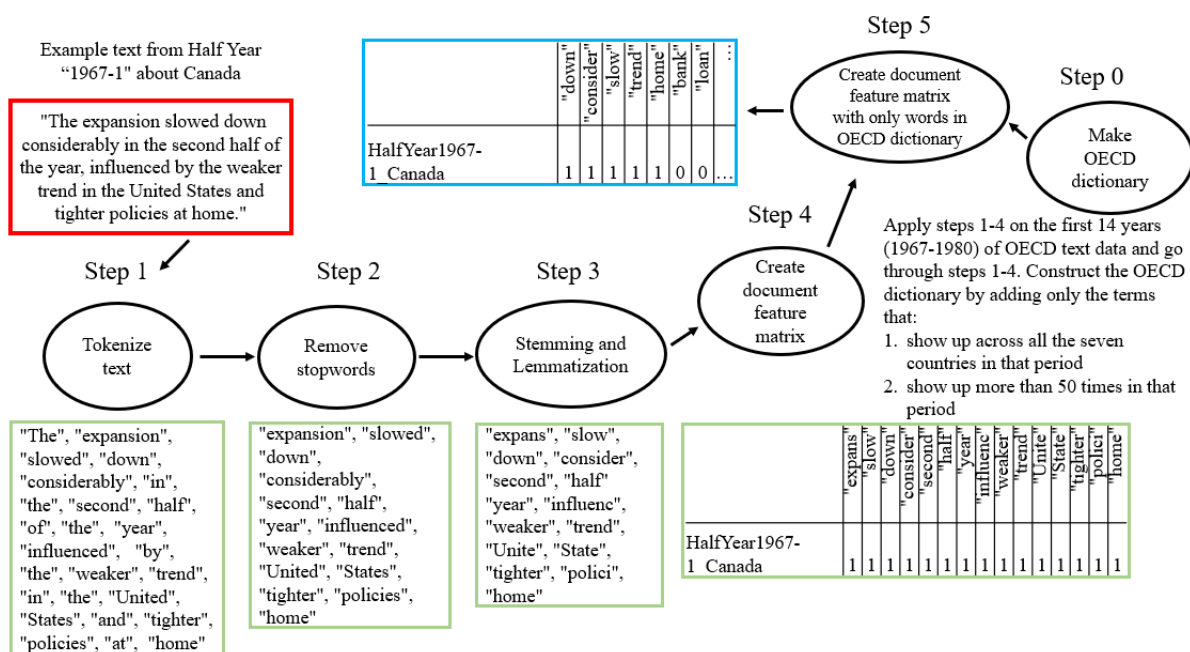 Example text from Half Year
“1967-1” about Canada
"The expansion slowed down
considerably in the second half of
the year, influenced by the weaker
trend in the United States and
tighter policies at home."
Step 1
Tokenize
text
"The", "expansion",
"slowed", "down",
"considerably", "in",
"the", "second", "half",
"of", "the", "year",
"influenced", "by",
"the", "weaker", "trend",
"in", "the", "United",
"States", "and", "tighter",
"policies", "at", "home"
Step 2
Remove
stopwords
"expansion", "slowed",
"down",
"considerably",
"second", "half",
"year", "influenced",
"weaker", "trend",
"United", "States",
"tighter", "policies",
"home"
Step 3
Stemming and
Lemmatization
"expans", "slow",
"down", "consider",
"second", "half"
"year", "influenc",
"weaker", "trend",
"Unite", "State",
"tighter", "polici",
"home"
Step 4
Create
document
feature
matrix
"expans" "slow" "down" "consider" "second" "half" "year" "influenc" "weaker" "trend" "Unite" "State" "tighter" "polici" "home"
HalfYear1967-
1_Canada 1 1 1 1 1 1 1 1 1 1 1 1 1 1 1
Step 5
Create document
feature matrix
with only words in
OECD dictionary
"down" "consider" "slow" "trend" "home" "bank" "loan" ...
HalfYear1967-
1_Canada 1 1 1 1 1 0 0 ...
Step 0
Make
OECD
dictionary
Apply steps 1-4 on the first 14 years
(1967-1980) of OECD text data and go
through steps 1-4. Construct the OECD
dictionary by adding only the terms
that:
1. show up across all the seven
countries in that period
2. show up more than 50 times in that
period